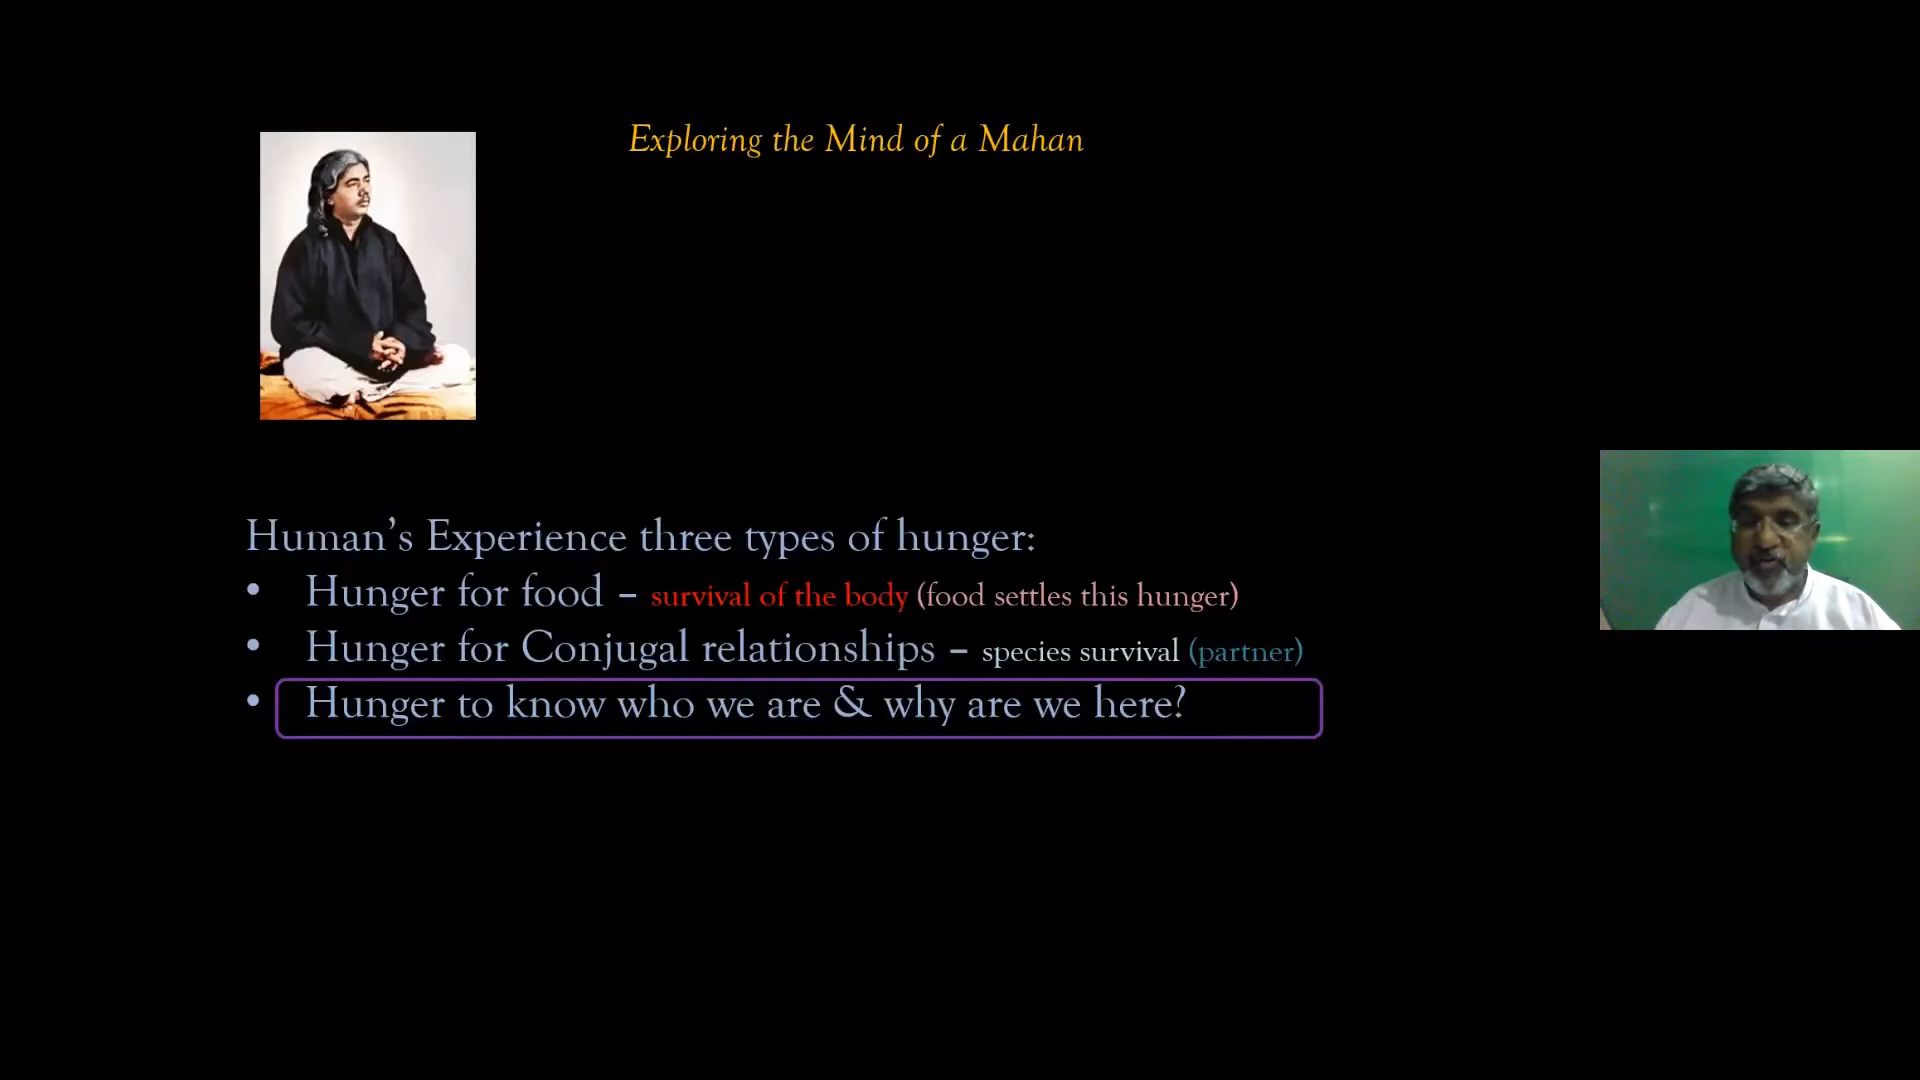 Exploring the Mind of a Mahan
Human’s Experience three types of hunger:
• Hunger for food – survival of the body (food settles this hunger)
• Hunger for Conjugal relationships – species survival (partner)
• Hunger to know who we are & why are we here?